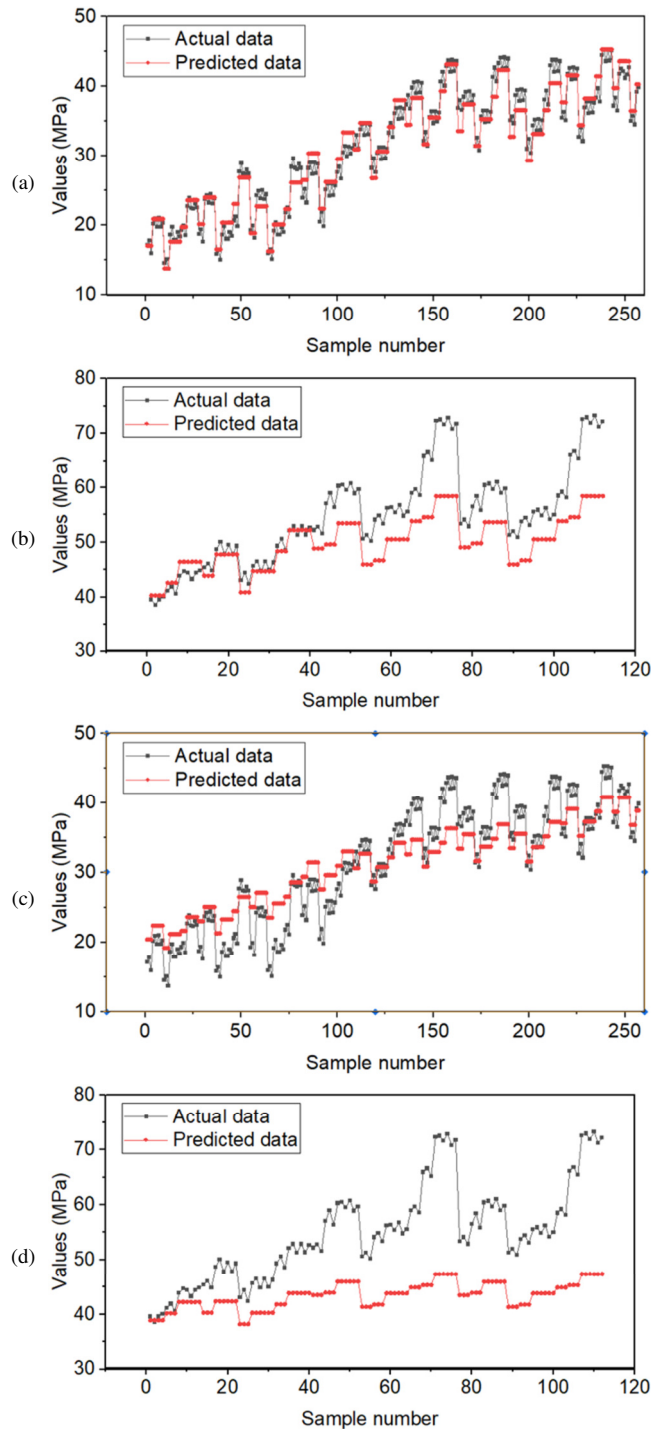 50
Actual data
Predicted data
40
(a)
Values (MPa)
30
20
10
0 50 100 150 200 250
Sample number
80
Actual data
Predicted data
70
(b)
Values (MPa)
60
50
40
30
0 20 40 60 80 100 120
Sample number
50
Actual data
Predicted data
40
(c)
Values (MPa)
30
20
10
0 50 100 150 200 250
Sample number
80
Actual data
Predicted data
70
(d)
Values (MPa)
60
50
40
30
0 20 40 60 80 100 120
Sample number